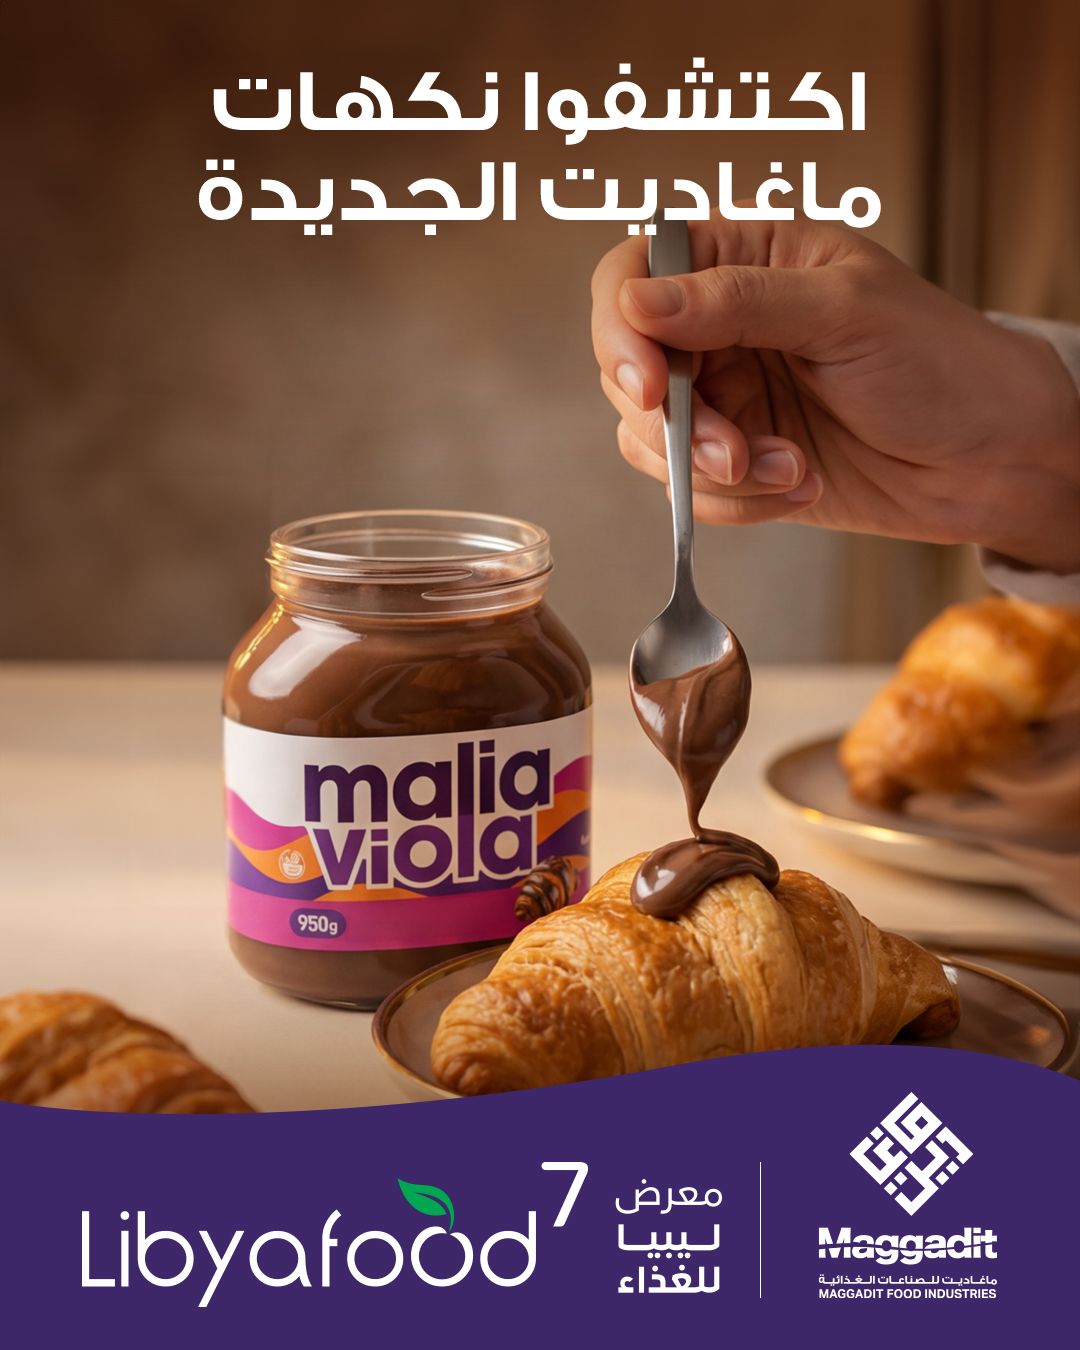 اكتشفوا نكهات
ماغاديت الجديدة
malia
viola
950g
Libyafood 7
معرض
ليبيا
للغذاء
Maggadit
ماغاديت للصناعات الغذائية
MAGGADIT FOOD INDUSTRIES